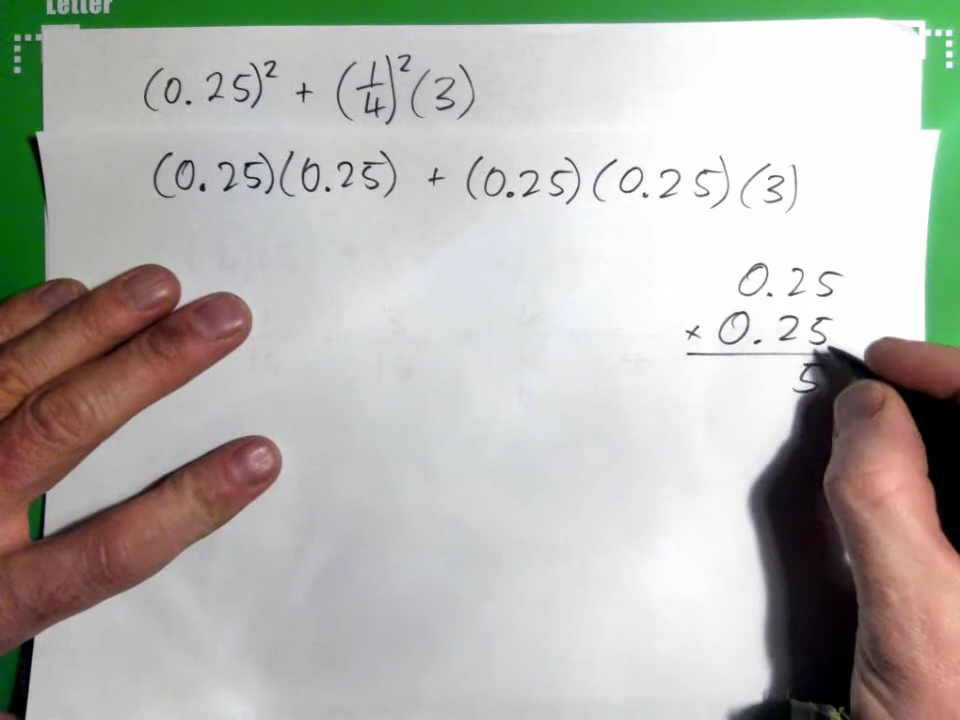 Letter
(0.25)² + (1/4)²(3)
(0.25)(0.25) + (0.25)(0.25)(3)
0.25
× 0.25
5